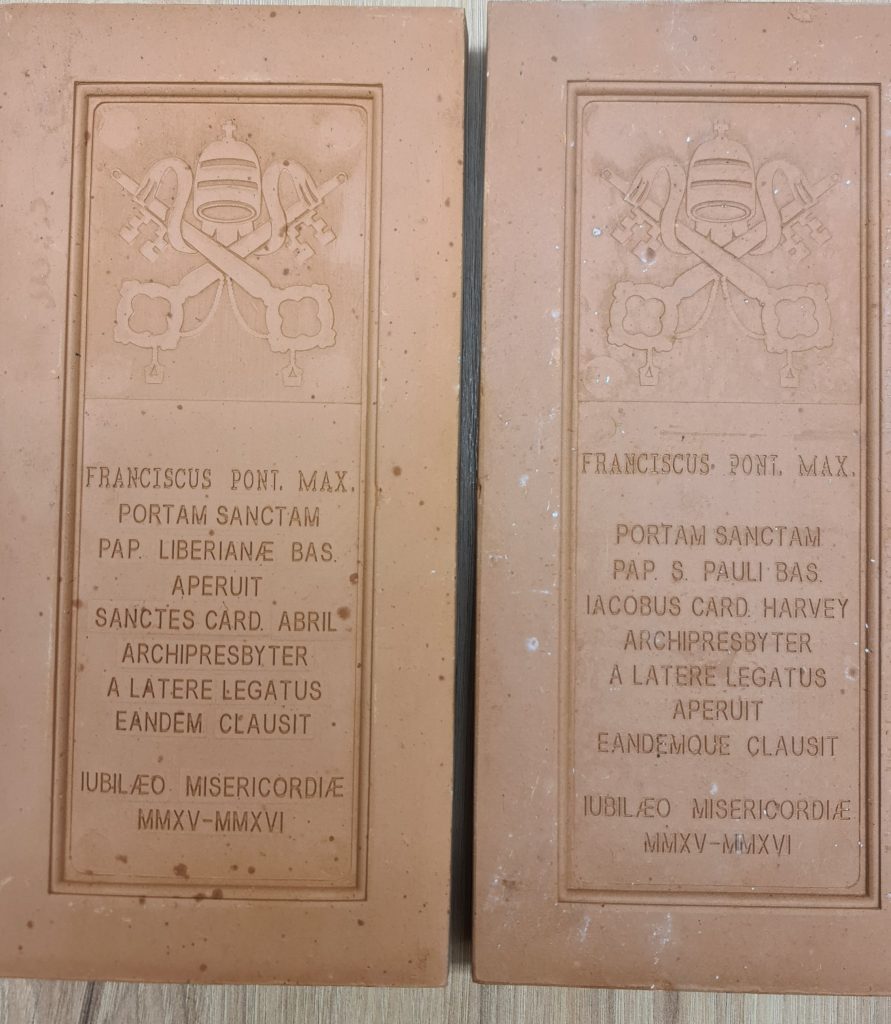 FRANCISCUS PONT. MAX.
PORTAM SANCTAM
PAP. LIBERIANÆ BAS.
APERUIT
SANCTES CARD. ABRIL
ARCHIPRESBYTER
A LATERE LEGATUS
EANDEM CLAUSIT
IUBILÆO MISERICORDIÆ
MMXV-MMXVI
FRANCISCUS PONT. MAX.
PORTAM SANCTAM
PAP. S. PAULI BAS.
IACOBUS CARD. HARVEY
ARCHIPRESBYTER
A LATERE LEGATUS
APERUIT
EANDEMQUE CLAUSIT
IUBILÆO MISERICORDIÆ
MMXV-MMXVI